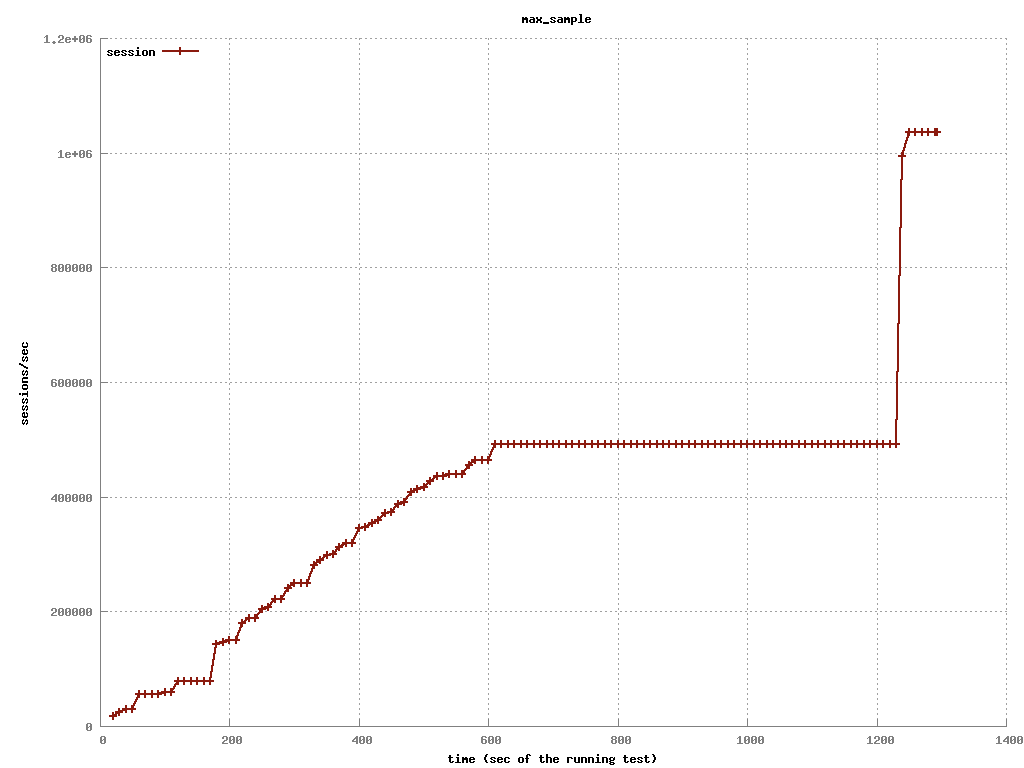 max_sample
1.2e+06
session
1e+06
800000
sessions/sec
600000
400000
200000
0
0 200 400 600 800 1000 1200 1400
time (sec of the running test)